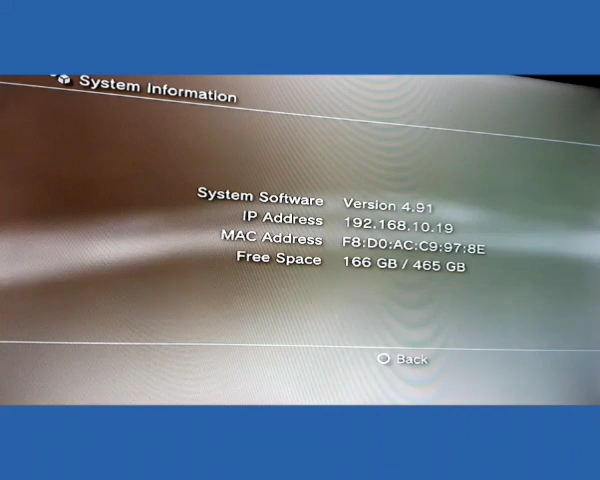 System Information
System Software Version 4.91
IP Address 192.168.10.19
MAC Address F8:D0:AC:C9:97:8E
Free Space 166 GB / 465 GB
Back